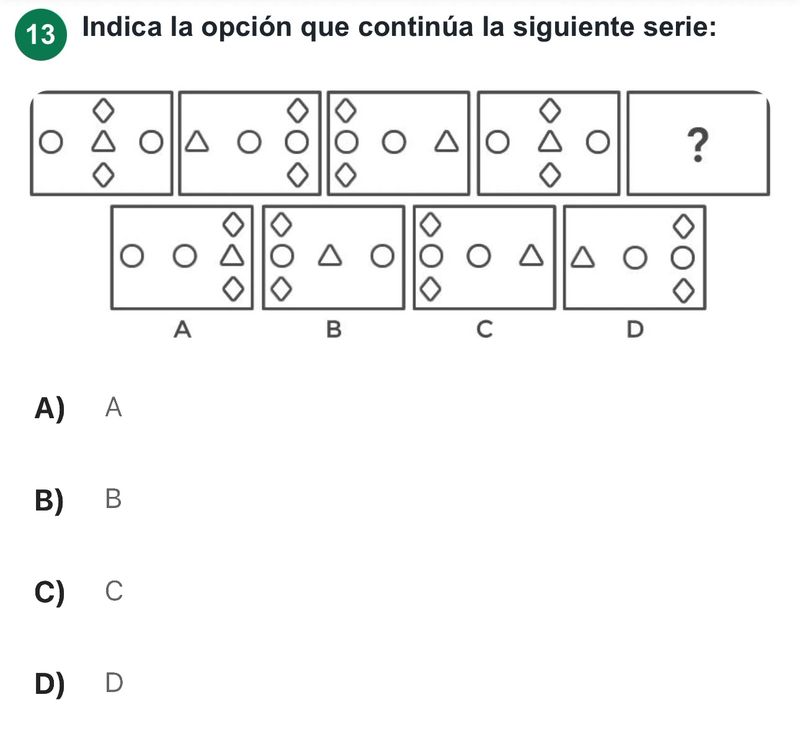 13 Indica la opción que continúa la siguiente serie:
?
A B C D
A) A
B) B
C) C
D) D